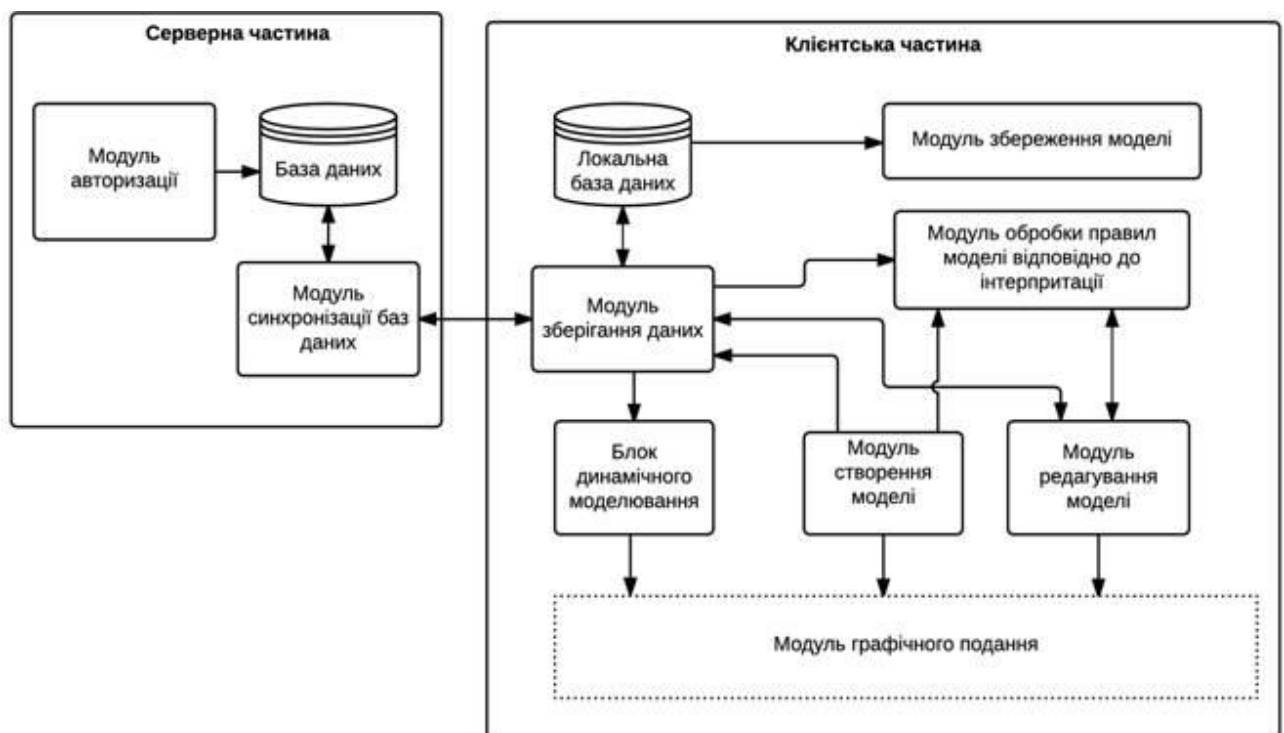 Серверна частина
Модуль
авторизації
База даних
Модуль
синхронізації баз
даних
Клієнтська частина
Локальна
база даних
Модуль збереження моделі
Модуль обробки правил
моделі відповідно до
інтерпритації
Модуль
зберігання даних
Блок
динамічного
моделювання
Модуль
створення
моделі
Модуль
редагування
моделі
Модуль графічного подання